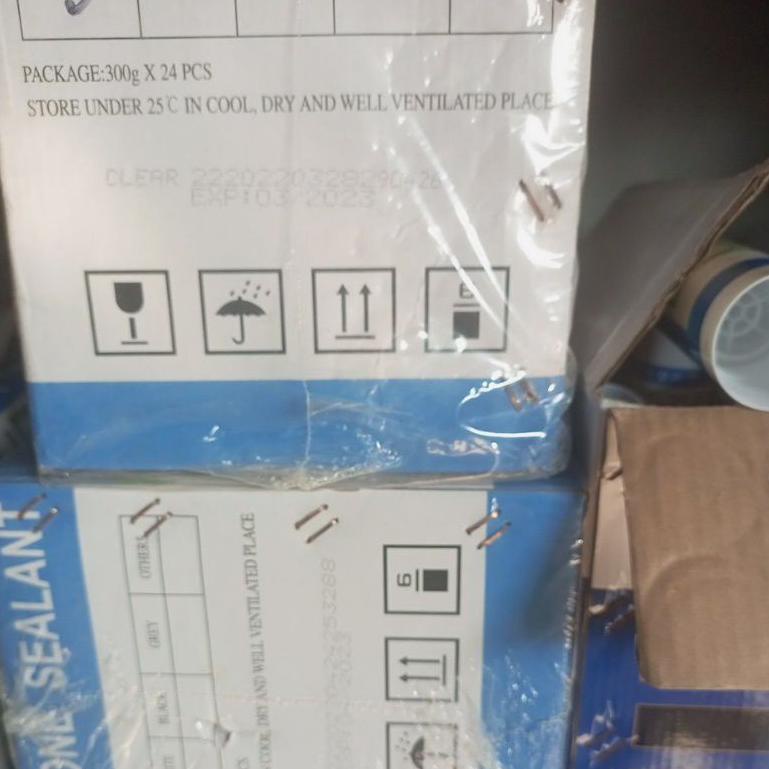 PACKAGE:300g X 24 PCS
STORE UNDER 25℃ IN COOL, DRY AND WELL VENTILATED PLACE
CLEAR
EXP:03/2023
6
SEALANT
OTHERS
GREY
BLACK
COOL, DRY AND WELL VENTILATED PLACE
6